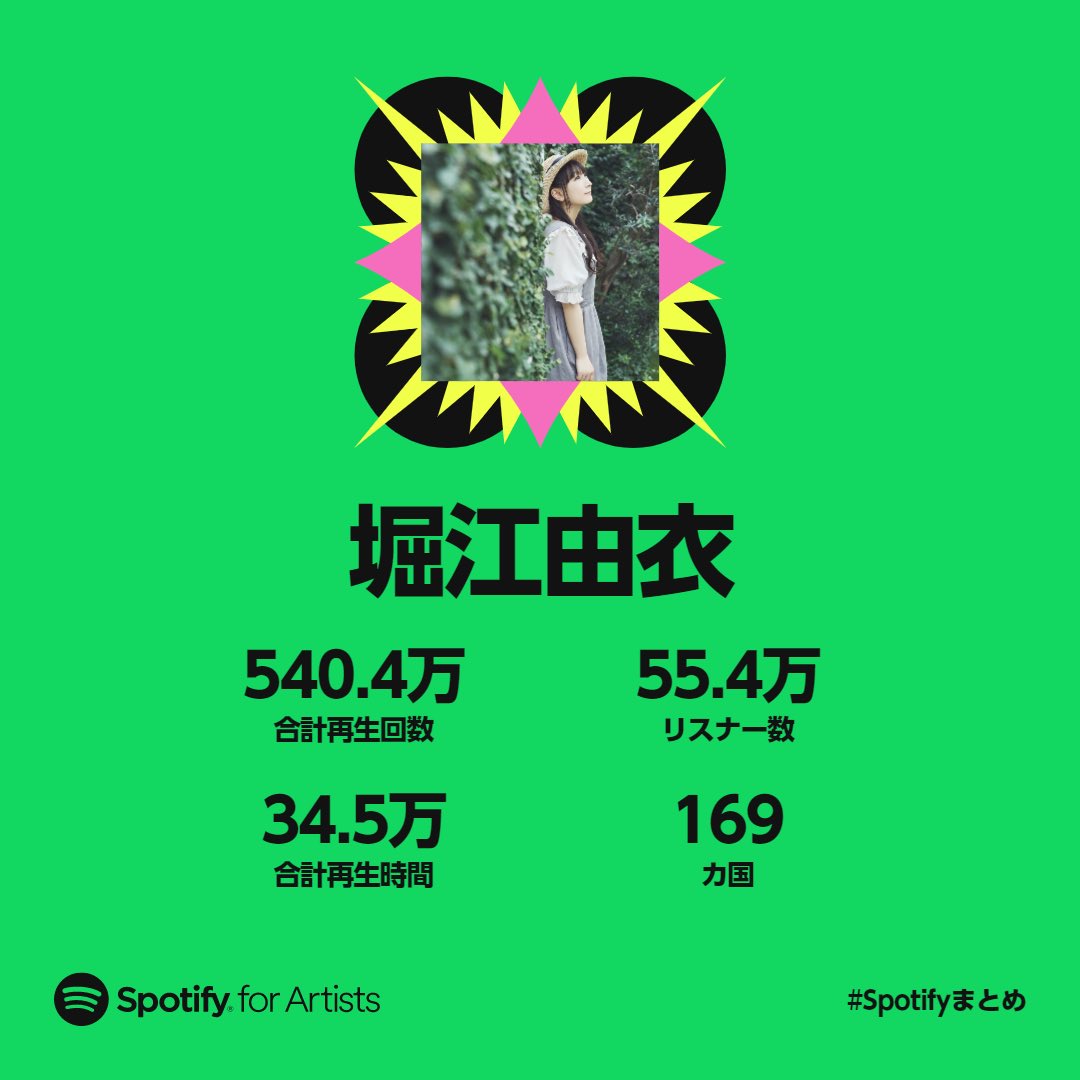 堀江由衣
540.4万
合計再生回数
55.4万
リスナー数
34.5万
合計再生時間
169
カ国
Spotify® for Artists
#Spotifyまとめ